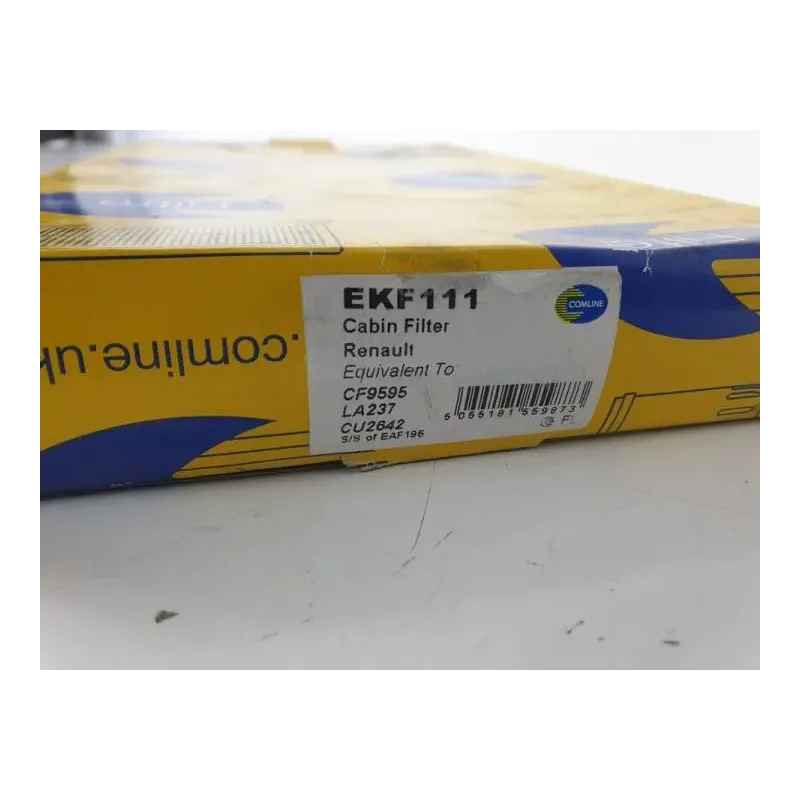 EKF111
COMLINE
Cabin Filter
Renault
Equivalent To
CF9595
LA237
CU2642
S/S of EAF196
5 055181 559873
.comline.uk